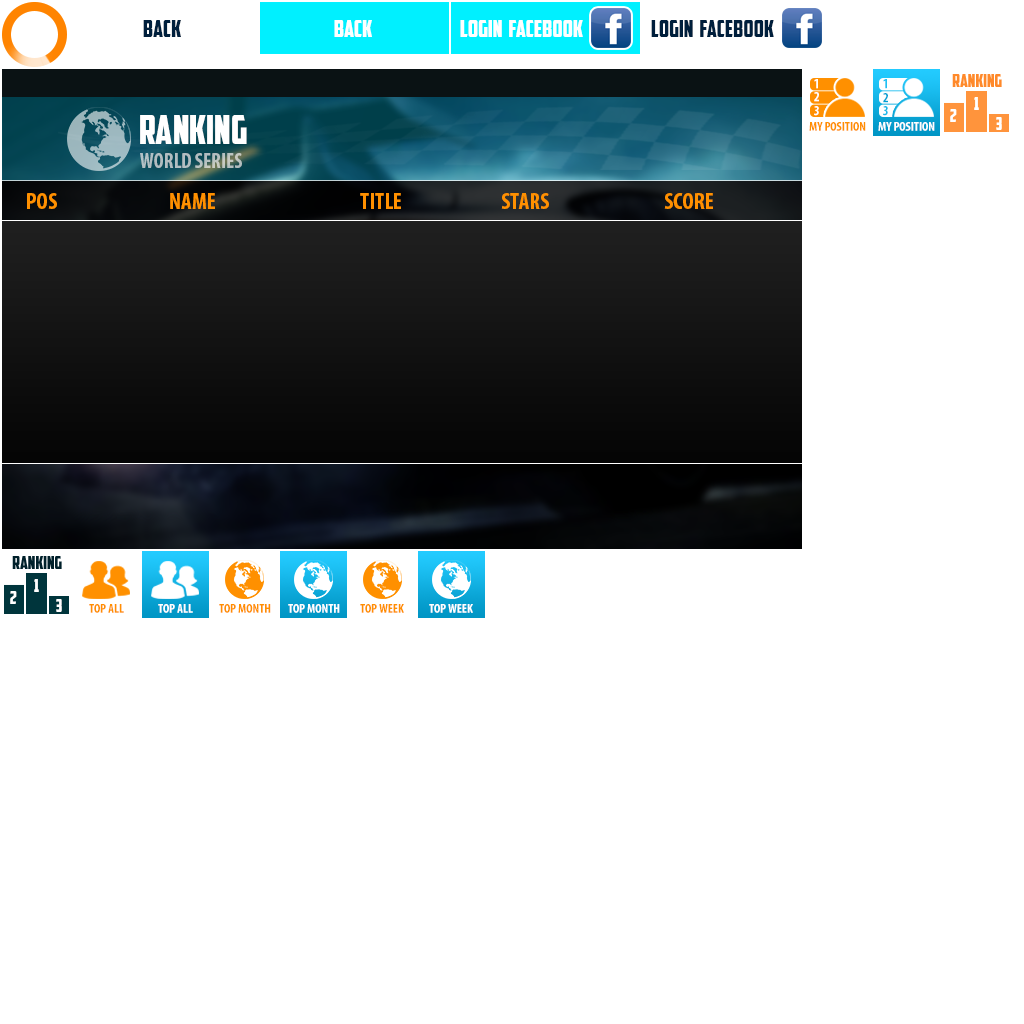 BACK
BACK
LOGIN FACEBOOK f
LOGIN FACEBOOK f
RANKING
WORLD SERIES
POS NAME TITLE STARS SCORE
1
2
3
MY POSITION
1
2
3
MY POSITION
RANKING
2 1 3
RANKING
2 1 3
TOP ALL
TOP ALL
TOP MONTH
TOP MONTH
TOP WEEK
TOP WEEK